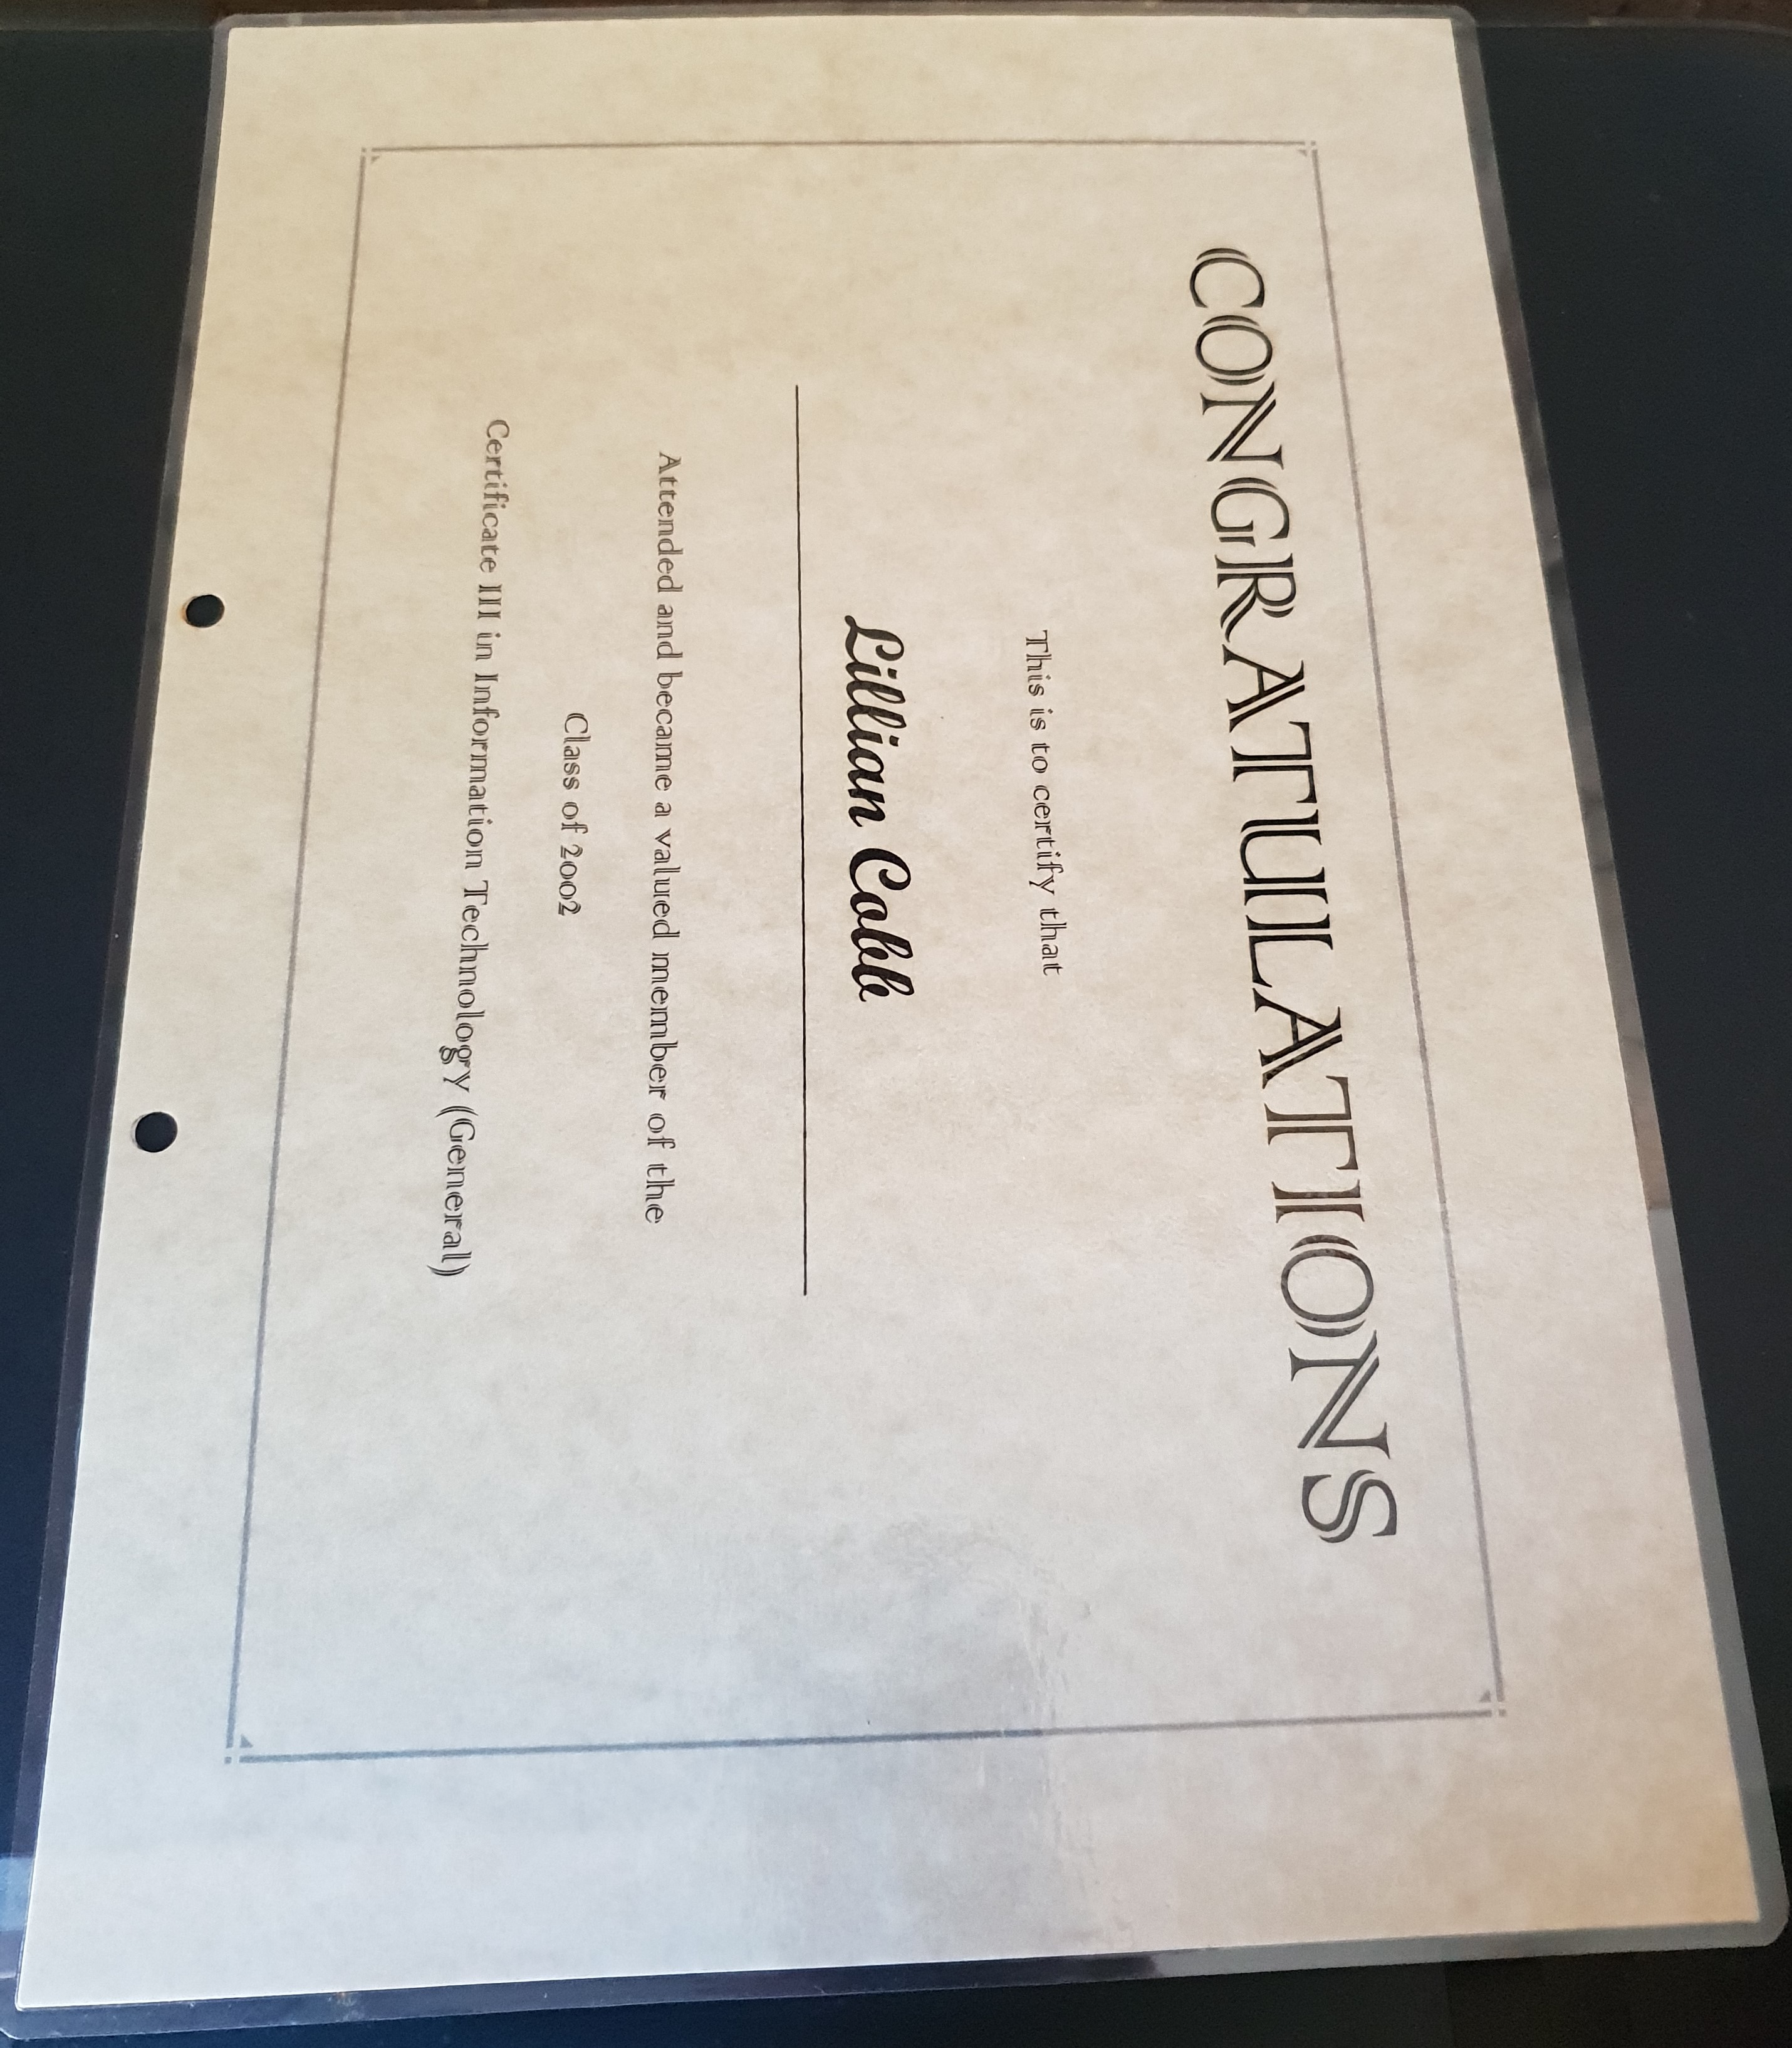 CONGRATULATIONS
This is to certify that
Lillian Cobb
Attended and became a valued member of the
Class of 2002
Certificate III in Information Technology (General)